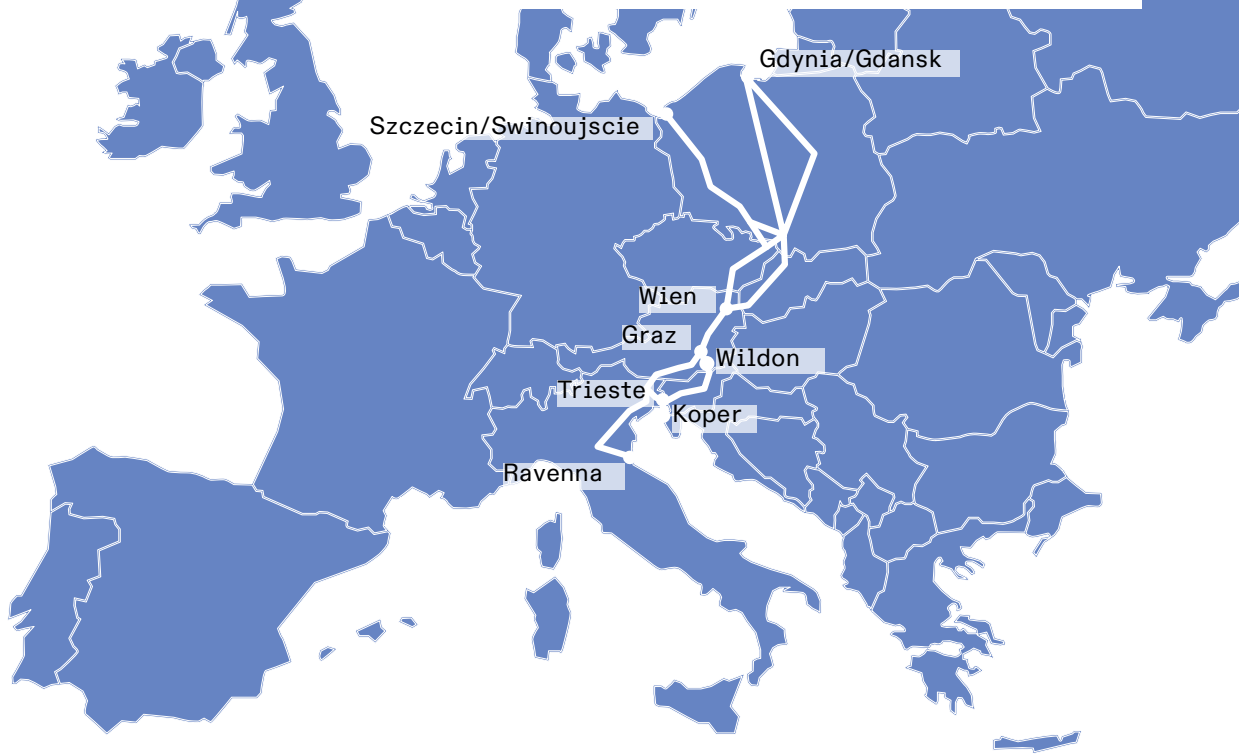 Gdynia/Gdansk
Szczecin/Swinoujscie
Wien
Graz
Wildon
Trieste
Koper
Ravenna